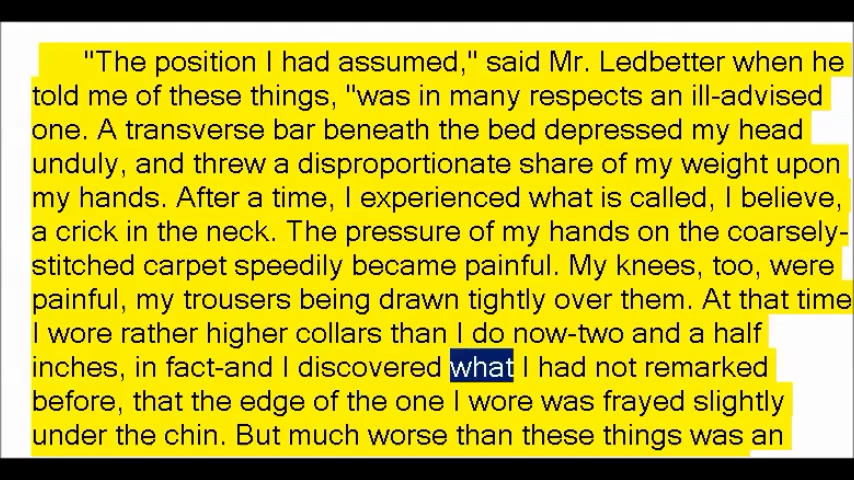 "The position I had assumed," said Mr. Ledbetter when he
told me of these things, "was in many respects an ill-advised
one. A transverse bar beneath the bed depressed my head
unduly, and threw a disproportionate share of my weight upon
my hands. After a time, I experienced what is called, I believe,
a crick in the neck. The pressure of my hands on the coarsely-
stitched carpet speedily became painful. My knees, too, were
painful, my trousers being drawn tightly over them. At that time
I wore rather higher collars than I do now-two and a half
inches, in fact-and I discovered what I had not remarked
before, that the edge of the one I wore was frayed slightly
under the chin. But much worse than these things was an